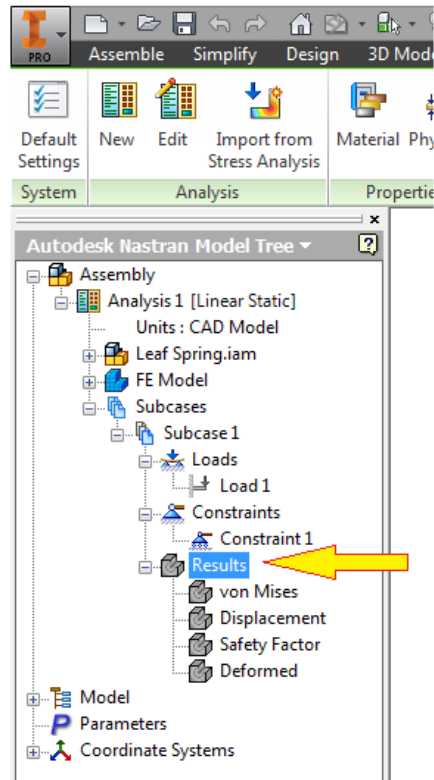 PRO
Assemble Simplify Design 3D Mode
Default Settings New Edit Import from Stress Analysis Material Phy
System Analysis Propertie
Autodesk Nastran Model Tree
Assembly
Analysis 1 [Linear Static]
Units : CAD Model
Leaf Spring.iam
FE Model
Subcases
Subcase 1
Loads
Load 1
Constraints
Constraint 1
Results
von Mises
Displacement
Safety Factor
Deformed
Model
Parameters
Coordinate Systems